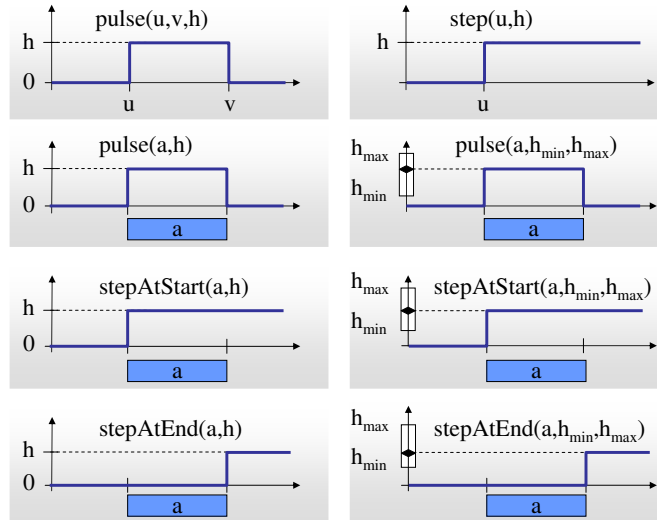 pulse(u,v,h)
h
0
u v
step(u,h)
h
u
pulse(a,h)
h
0
a
pulse(a,hmin,hmax)
hmax
hmin
a
stepAtStart(a,h)
h
0
a
stepAtStart(a,hmin,hmax)
hmax
hmin
a
stepAtEnd(a,h)
h
0
a
stepAtEnd(a,hmin,hmax)
hmax
hmin
a